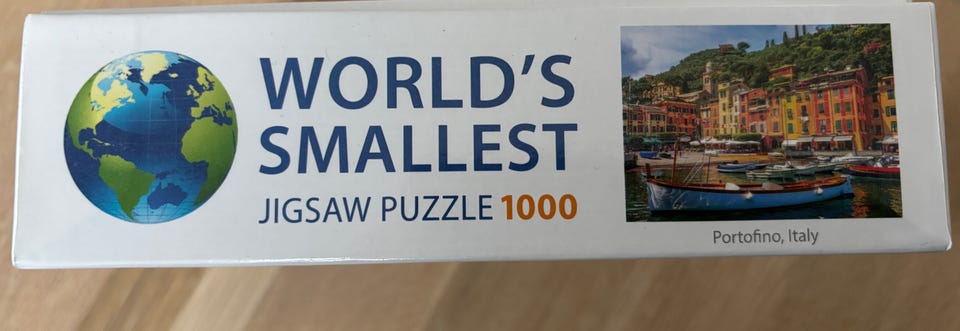 WORLD'S
SMALLEST
JIGSAW PUZZLE 1000
Portofino, Italy